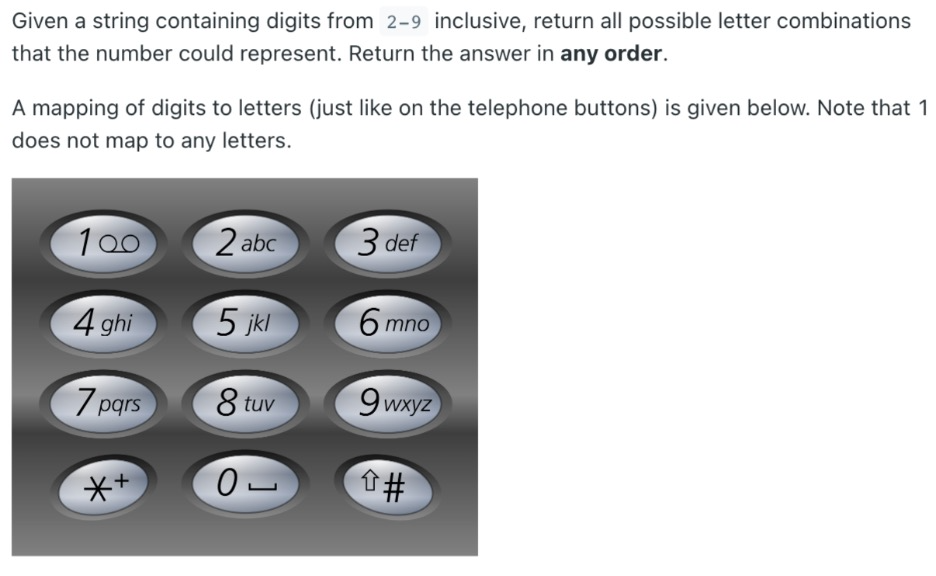 Given a string containing digits from 2-9 inclusive, return all possible letter combinations
that the number could represent. Return the answer in any order.
A mapping of digits to letters (just like on the telephone buttons) is given below. Note that 1
does not map to any letters.
1 2 abc 3 def
4 ghi 5 jkl 6 mno
7 pqrs 8 tuv 9 wxyz
* + 0 #